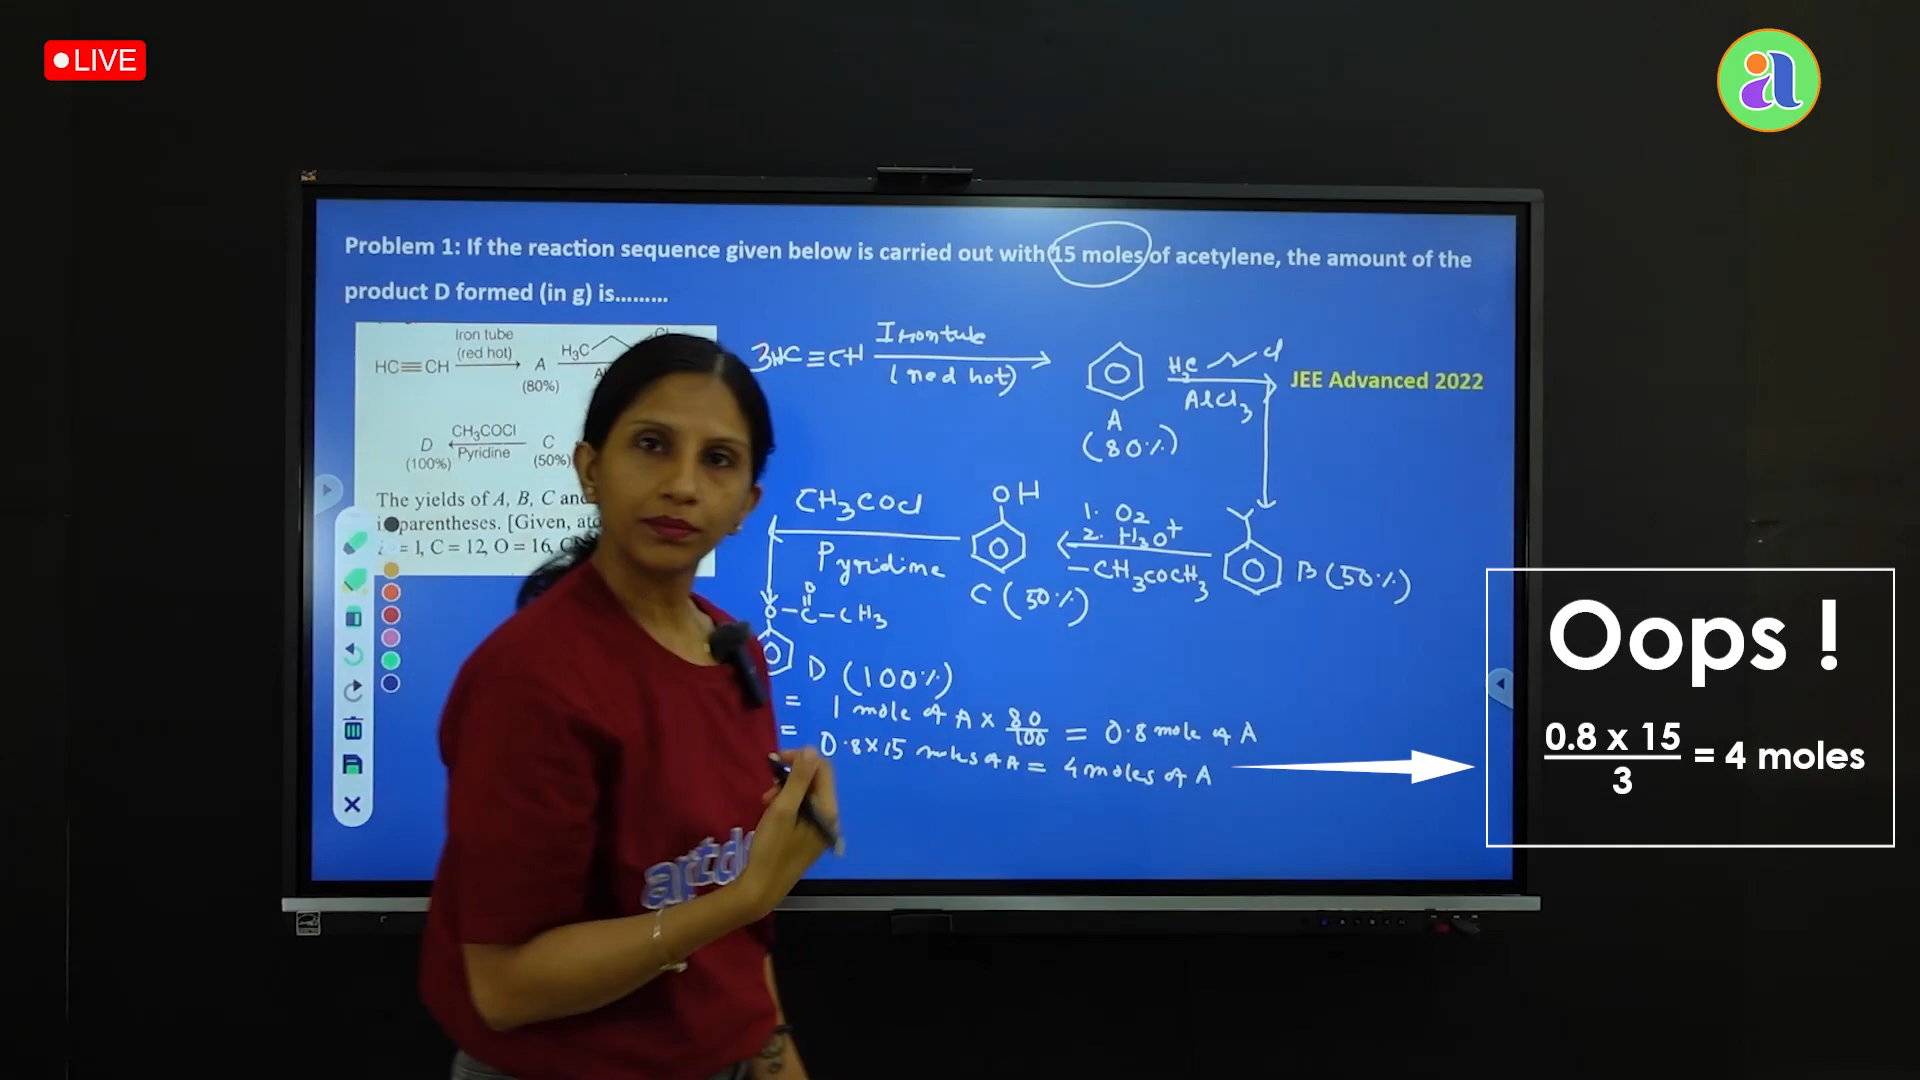 LIVE
a
Problem 1: If the reaction sequence given below is carried out with 15 moles of acetylene, the amount of the
product D formed (in g) is.........
Iron tube
(red hot)
HC≡CH
A
(80%)
H₃C
CH₃COCl
D
Pyridine
C
(100%)
(50%)
The yields of A, B, C and
parentheses. [Given,
= 1, C = 12, O = 16,
3HC≡CH
Iron tube
(red hot)
A
(80%)
H₃C
Cl
AlCl₃
JEE Advanced 2022
B (50%)
1. O₂
2. H₃O⁺
-CH₃COCH₃
OH
C (50%)
CH₃COCl
Pyridine
O-C-CH₃
O
D (100%)
= 1 mole of A × 80/100 = 0.8 mole of A
= 0.8×15 moles of A = 4 moles of A
Oops !
0.8 x 15
3
= 4 moles